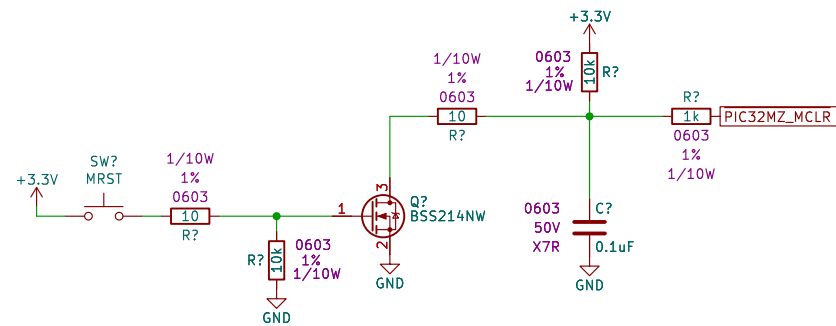 +3.3V
1/10W
1%
0603
10
R?
0603
1%
1/10W
10k
R?
R?
1k
0603
1%
1/10W
PIC32MZ_MCLR
+3.3V
SW?
MRST
1/10W
1%
0603
10
R?
R?
10k
0603
1%
1/10W
GND
1
3
2
Q?
BSS214NW
GND
0603
50V
X7R
C?
0.1uF
GND